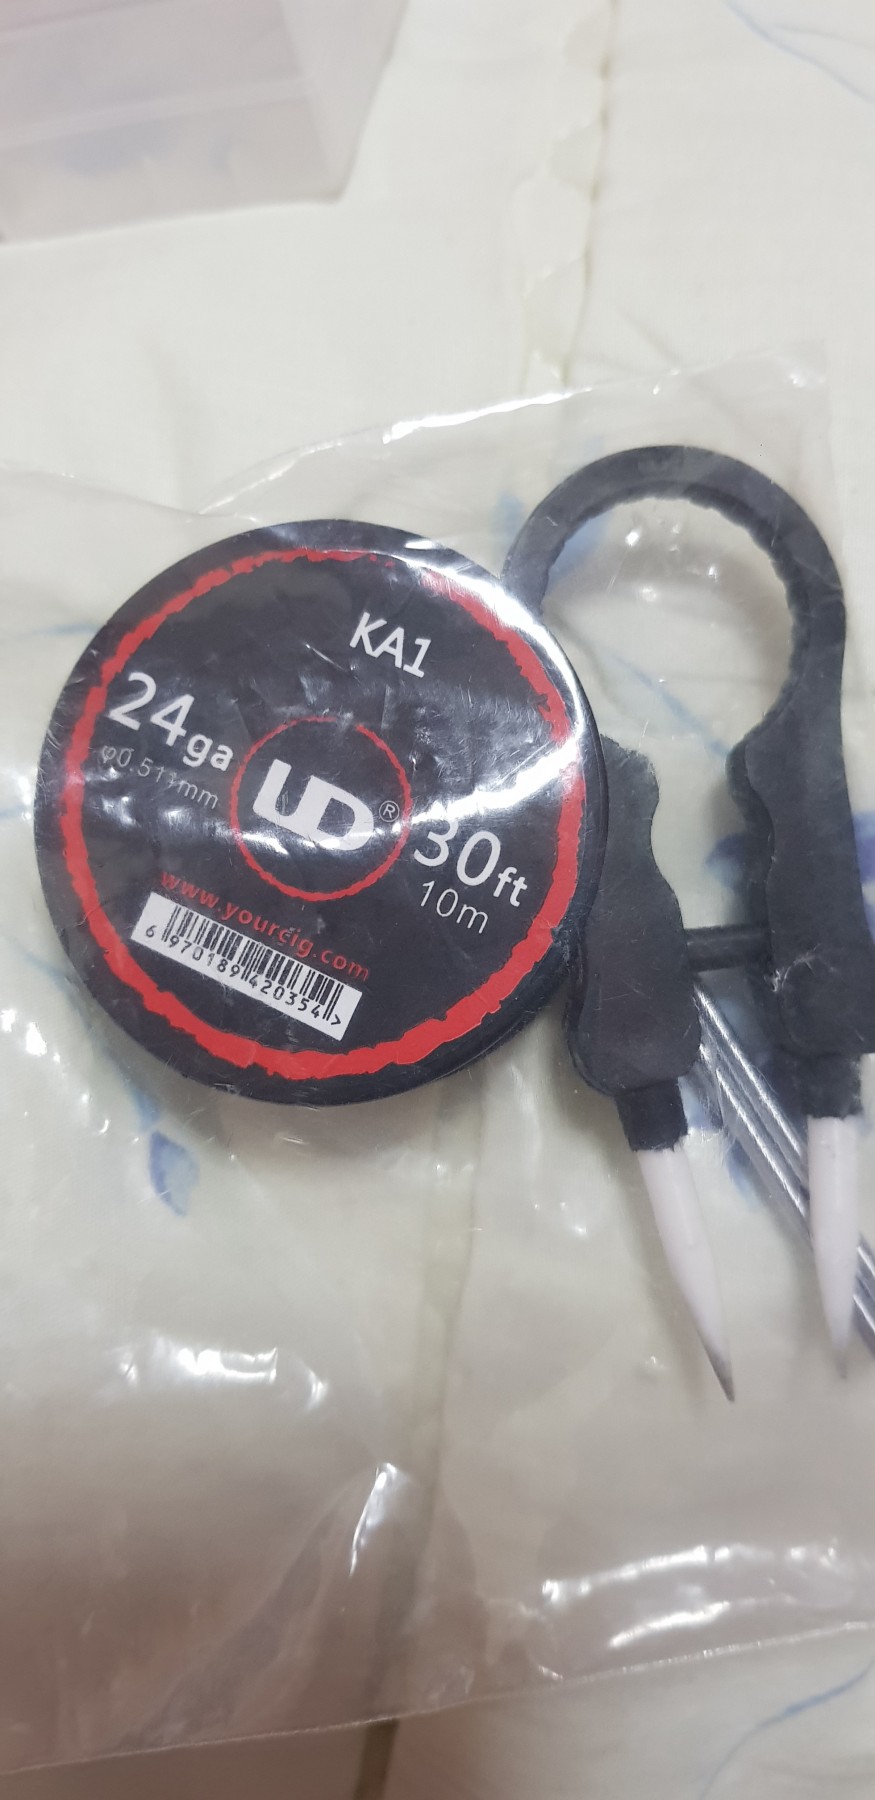 KA1
24ga
φ0.511mm
UD®
30ft
10m
www.yourcig.com
6 970189 420354 >